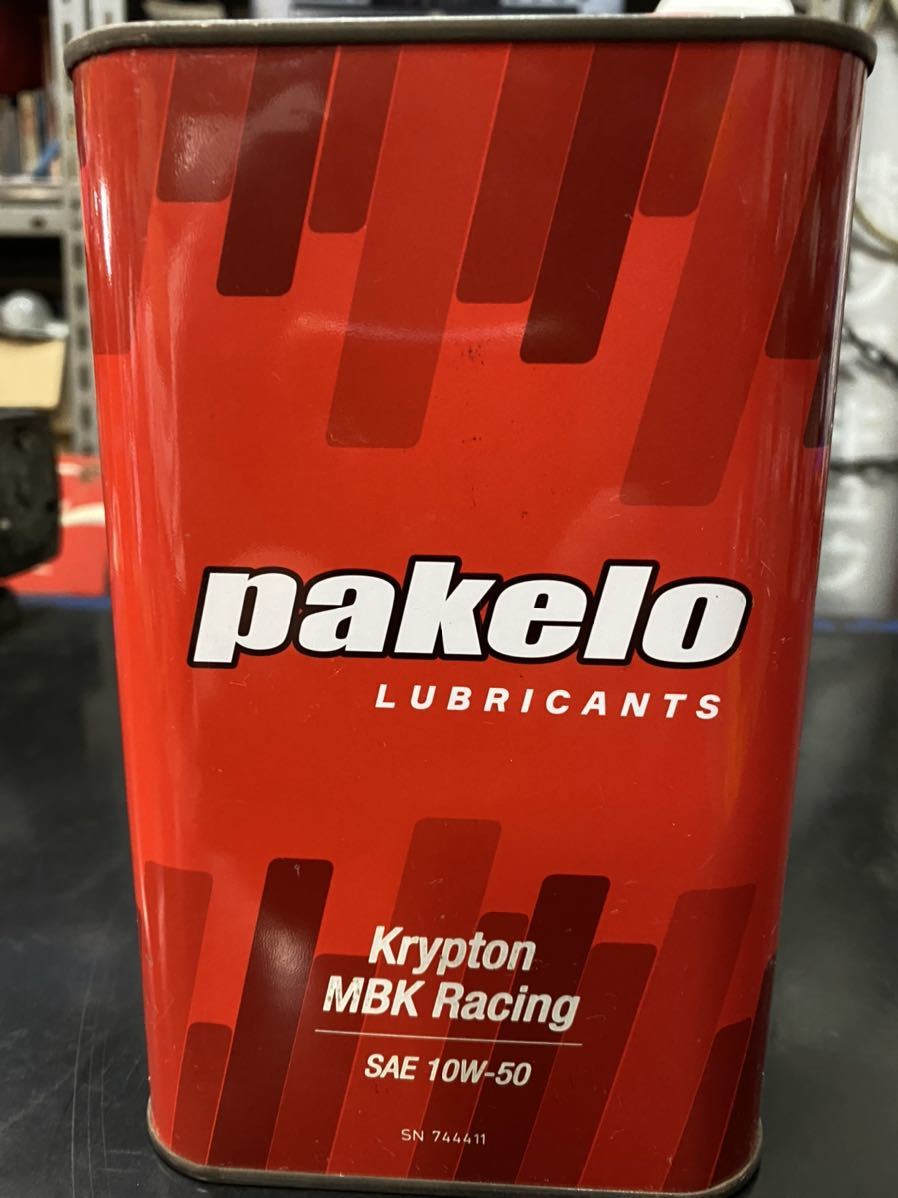 pakelo
LUBRICANTS
Krypton
MBK Racing
SAE 10W-50
SN 744411